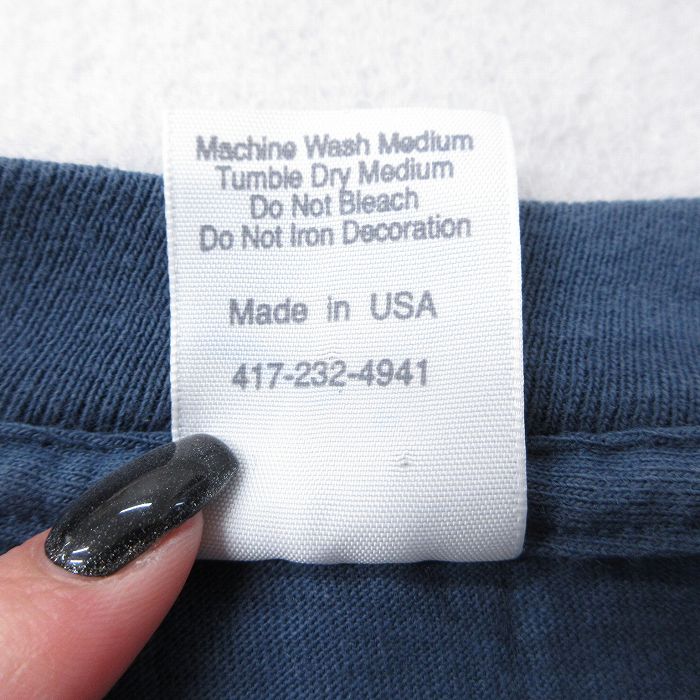 Machine Wash Medium
Tumble Dry Medium
Do Not Bleach
Do Not Iron Decoration
Made in USA
417-232-4941